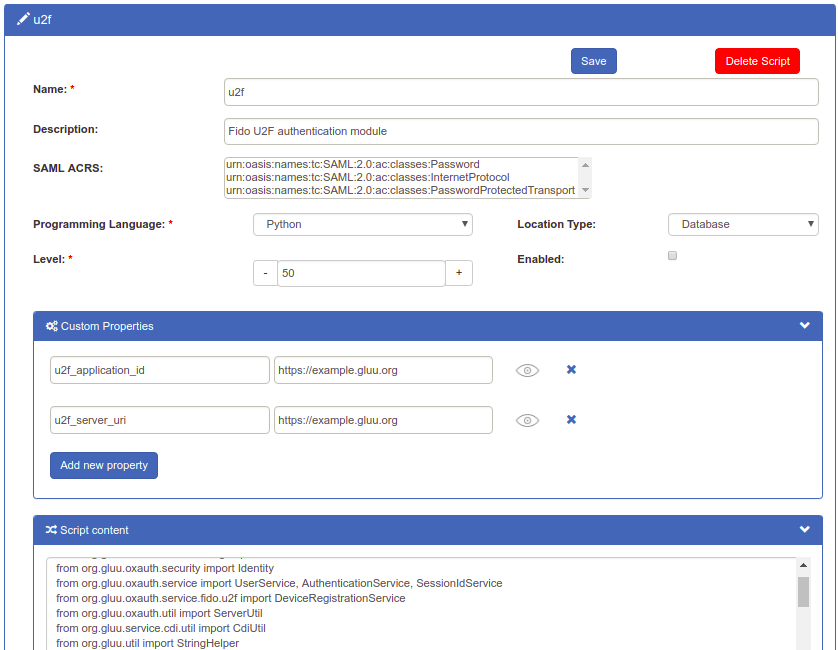 u2f
Save
Delete Script
Name: *
u2f
Description:
Fido U2F authentication module
SAML ACRS:
urn:oasis:names:tc:SAML:2.0:ac:classes:Password
urn:oasis:names:tc:SAML:2.0:ac:classes:InternetProtocol
urn:oasis:names:tc:SAML:2.0:ac:classes:PasswordProtectedTransport
Programming Language: *
Python
Location Type:
Database
Level: *
- 50 +
Enabled:
Custom Properties
u2f_application_id
https://example.gluu.org
u2f_server_uri
https://example.gluu.org
Add new property
Script content
from org.gluu.oxauth.security import Identity
from org.gluu.oxauth.service import UserService, AuthenticationService, SessionIdService
from org.gluu.oxauth.service.fido.u2f import DeviceRegistrationService
from org.gluu.oxauth.util import ServerUtil
from org.gluu.service.cdi.util import CdiUtil
from org.gluu.util import StringHelper